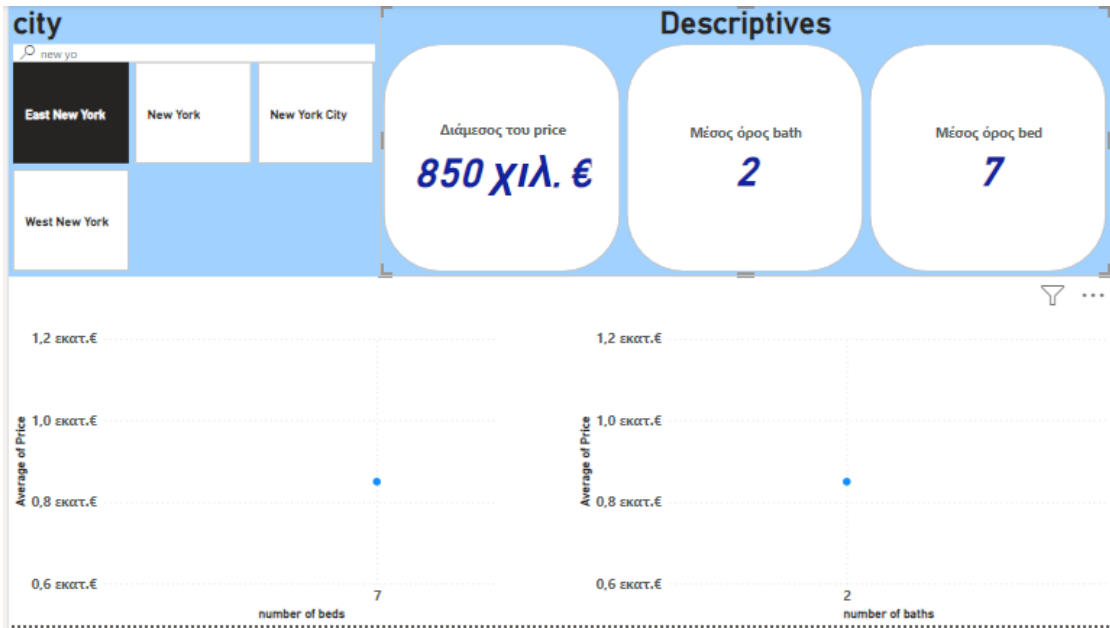 city
new yo
East New York
New York
New York City
West New York
Descriptives
Διάμεσος του price
850 χιλ. €
Μέσος όρος bath
2
Μέσος όρος bed
7
1,2 εκατ.€
1,0 εκατ.€
0,8 εκατ.€
0,6 εκατ.€
Average of Price
7
number of beds
1,2 εκατ.€
1,0 εκατ.€
0,8 εκατ.€
0,6 εκατ.€
Average of Price
2
number of baths